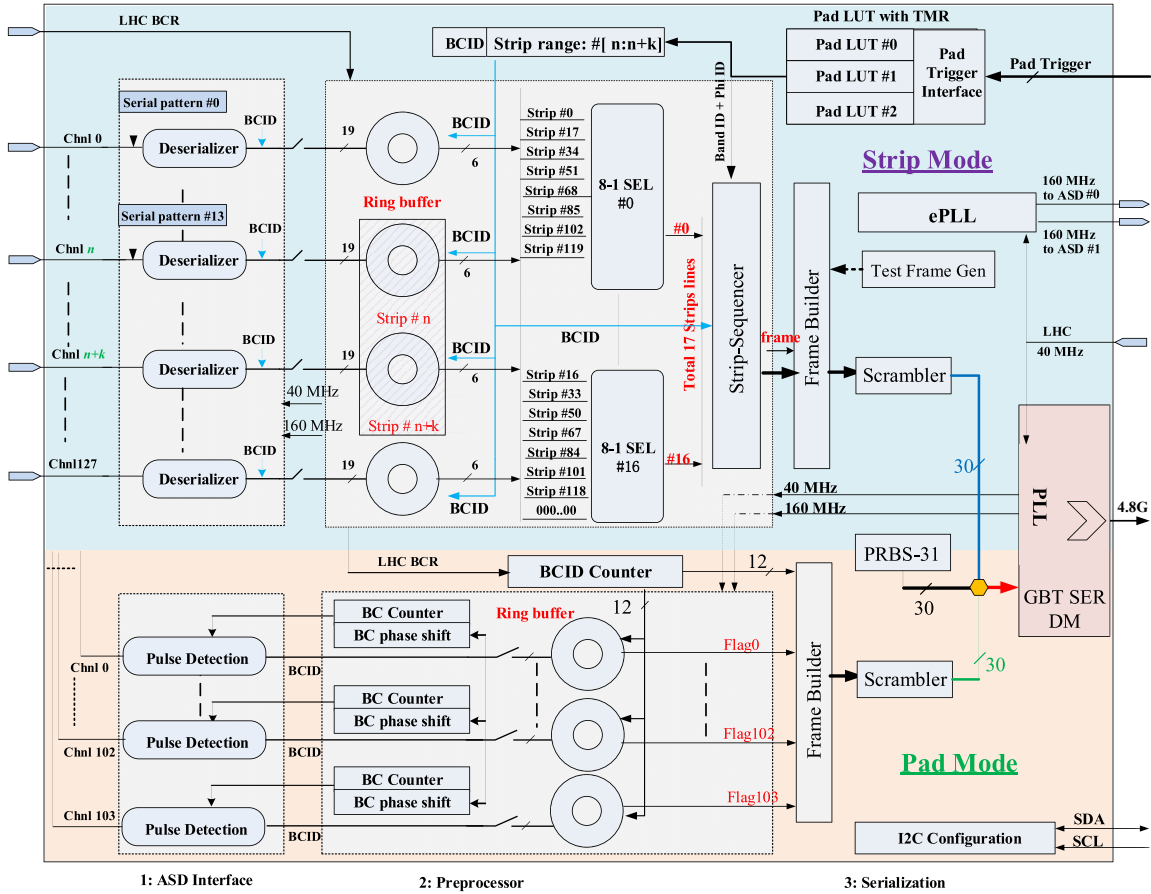 LHC BCR
BCID
Strip range: #[ n:n+k]
Pad LUT with TMR
Pad LUT #0
Pad LUT #1
Pad LUT #2
Pad
Trigger
Interface
Pad Trigger
Serial pattern #0
BCID
Chnl 0
Deserializer
19
BCID
6
Ring buffer
Serial pattern #13
BCID
Chnl n
Deserializer
19
BCID
6
Strip # n
BCID
Chnl n+k
Deserializer
19
BCID
6
Strip # n+k
40 MHz
160 MHz
BCID
Chnl127
Deserializer
19
6
BCID
Strip #0
Strip #17
Strip #34
Strip #51
Strip #68
Strip #85
Strip #102
Strip #119
8-1 SEL
#0
#0
BCID
Strip #16
Strip #33
Strip #50
Strip #67
Strip #84
Strip #101
Strip #118
000..00
8-1 SEL
#16
#16
Total 17 Strips lines
Band ID + Phi ID
Strip-Sequencer
frame
Frame Builder
Strip Mode
ePLL
160 MHz
to ASD #0
160 MHz
to ASD #1
Test Frame Gen
LHC
40 MHz
Scrambler
30
40 MHz
160 MHz
PLL
4.8G
GBT SER
DM
PRBS-31
30
LHC BCR
BCID Counter
12
12
Ring buffer
BC Counter
BC phase shift
Chnl 0
Pulse Detection
BCID
Flag0
BC Counter
BC phase shift
Chnl 102
Pulse Detection
BCID
Flag102
BC Counter
BC phase shift
Chnl 103
Pulse Detection
BCID
Flag103
Frame Builder
Scrambler
30
Pad Mode
I2C Configuration
SDA
SCL
1: ASD Interface
2: Preprocessor
3: Serialization